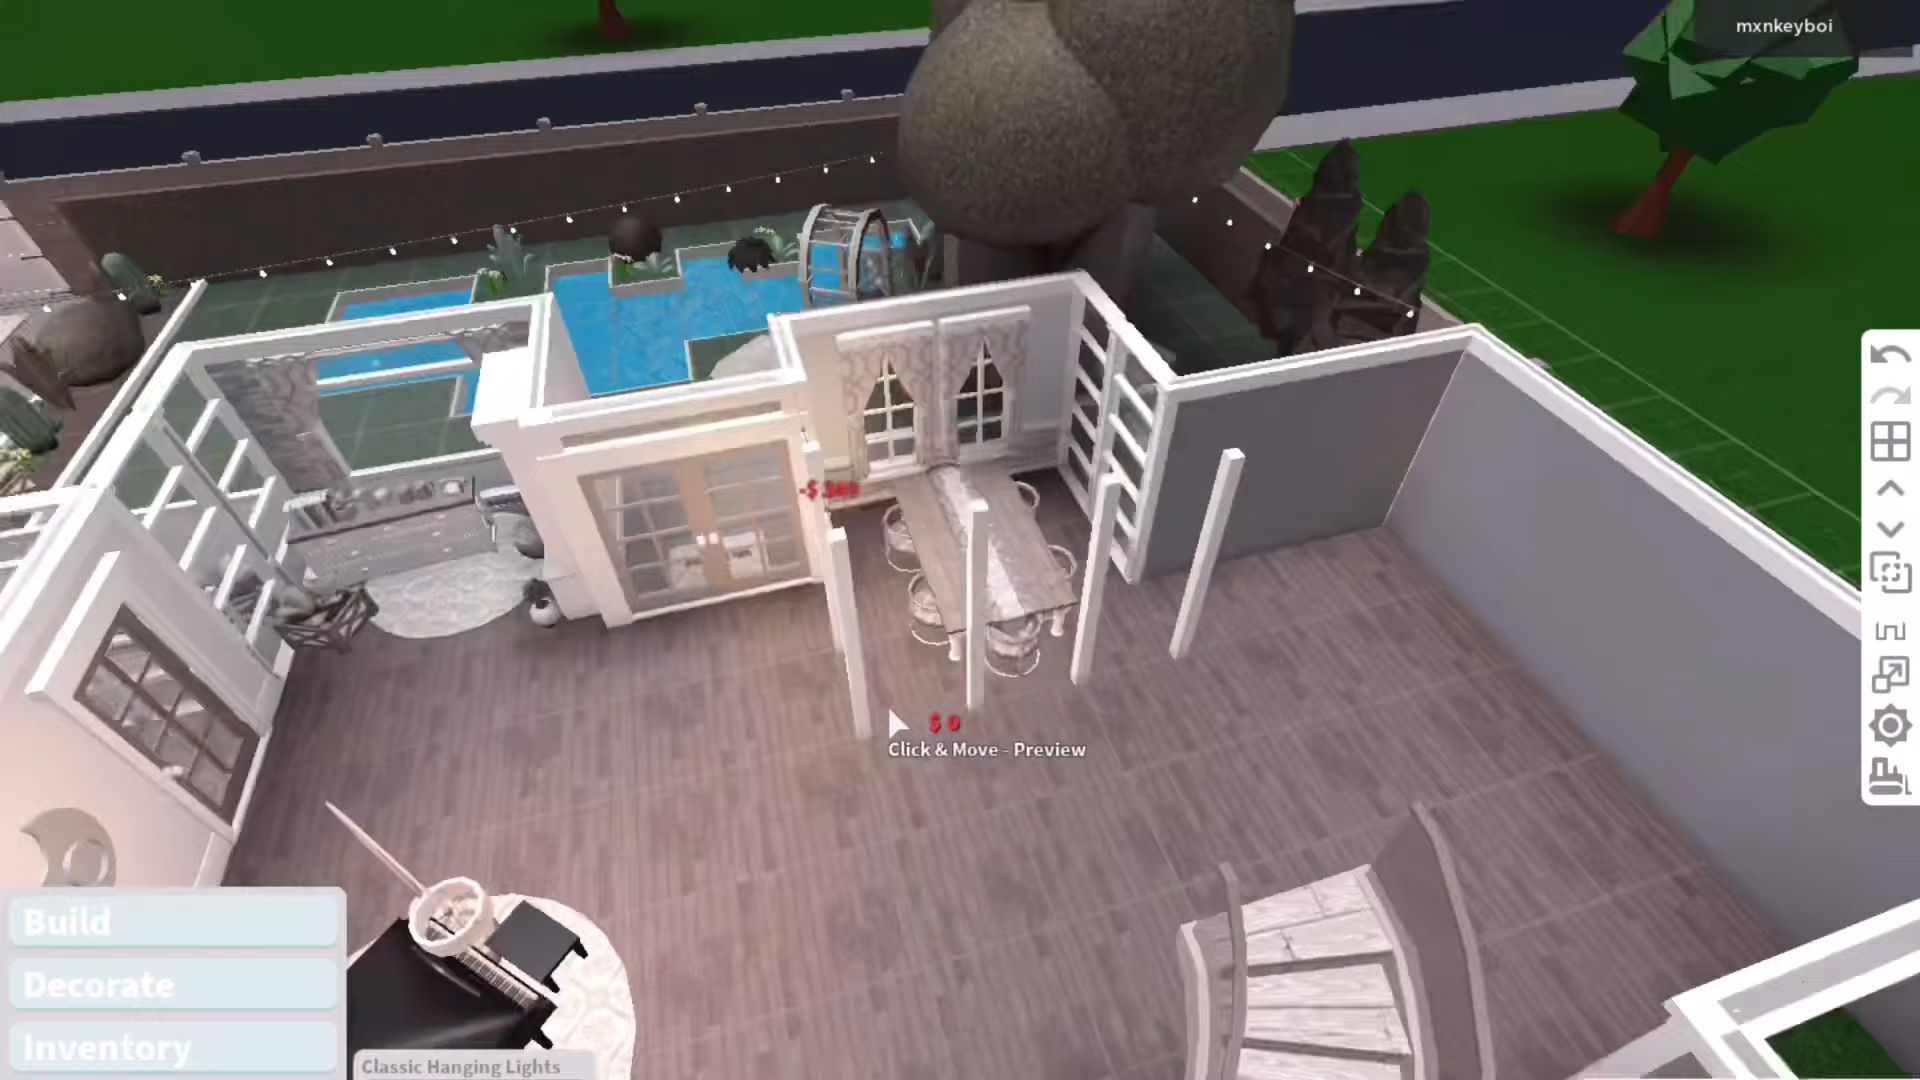 mxnkeyboi
$ 0
Click & Move - Preview
Build
Decorate
Inventory
Classic Hanging Lights